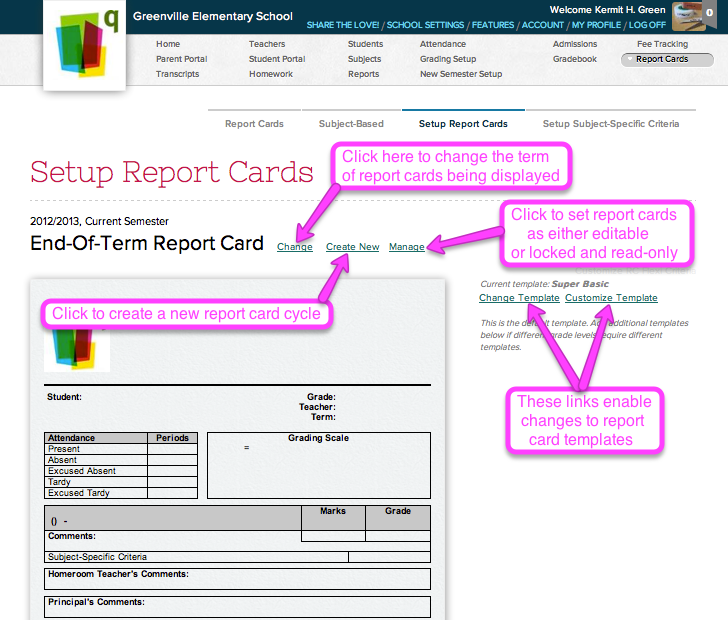 q
Greenville Elementary School
Welcome Kermit H. Green
0
SHARE THE LOVE! / SCHOOL SETTINGS / FEATURES / ACCOUNT / MY PROFILE / LOG OFF
Home Teachers Students Attendance Admissions Fee Tracking
Parent Portal Student Portal Subjects Grading Setup Gradebook Report Cards
Transcripts Homework Reports New Semester Setup
Report Cards Subject-Based Setup Report Cards Setup Subject-Specific Criteria
Setup Report Cards
Click here to change the term
of report cards being displayed
2012/2013, Current Semester
End-Of-Term Report Card Change Create New Manage
Click to set report cards
as either editable
or locked and read-only
Current template: Super Basic
Change Template Customize Template
Click to create a new report card cycle
This is the default template. Add additional templates
below if different grade levels require different
templates.
These links enable
changes to report
card templates
Student: Grade:
Teacher:
Term:
Attendance Periods
Present
Absent
Excused Absent
Tardy
Excused Tardy
Grading Scale
=
Marks Grade
() -
Comments:
Subject-Specific Criteria
Homeroom Teacher's Comments:
Principal's Comments: